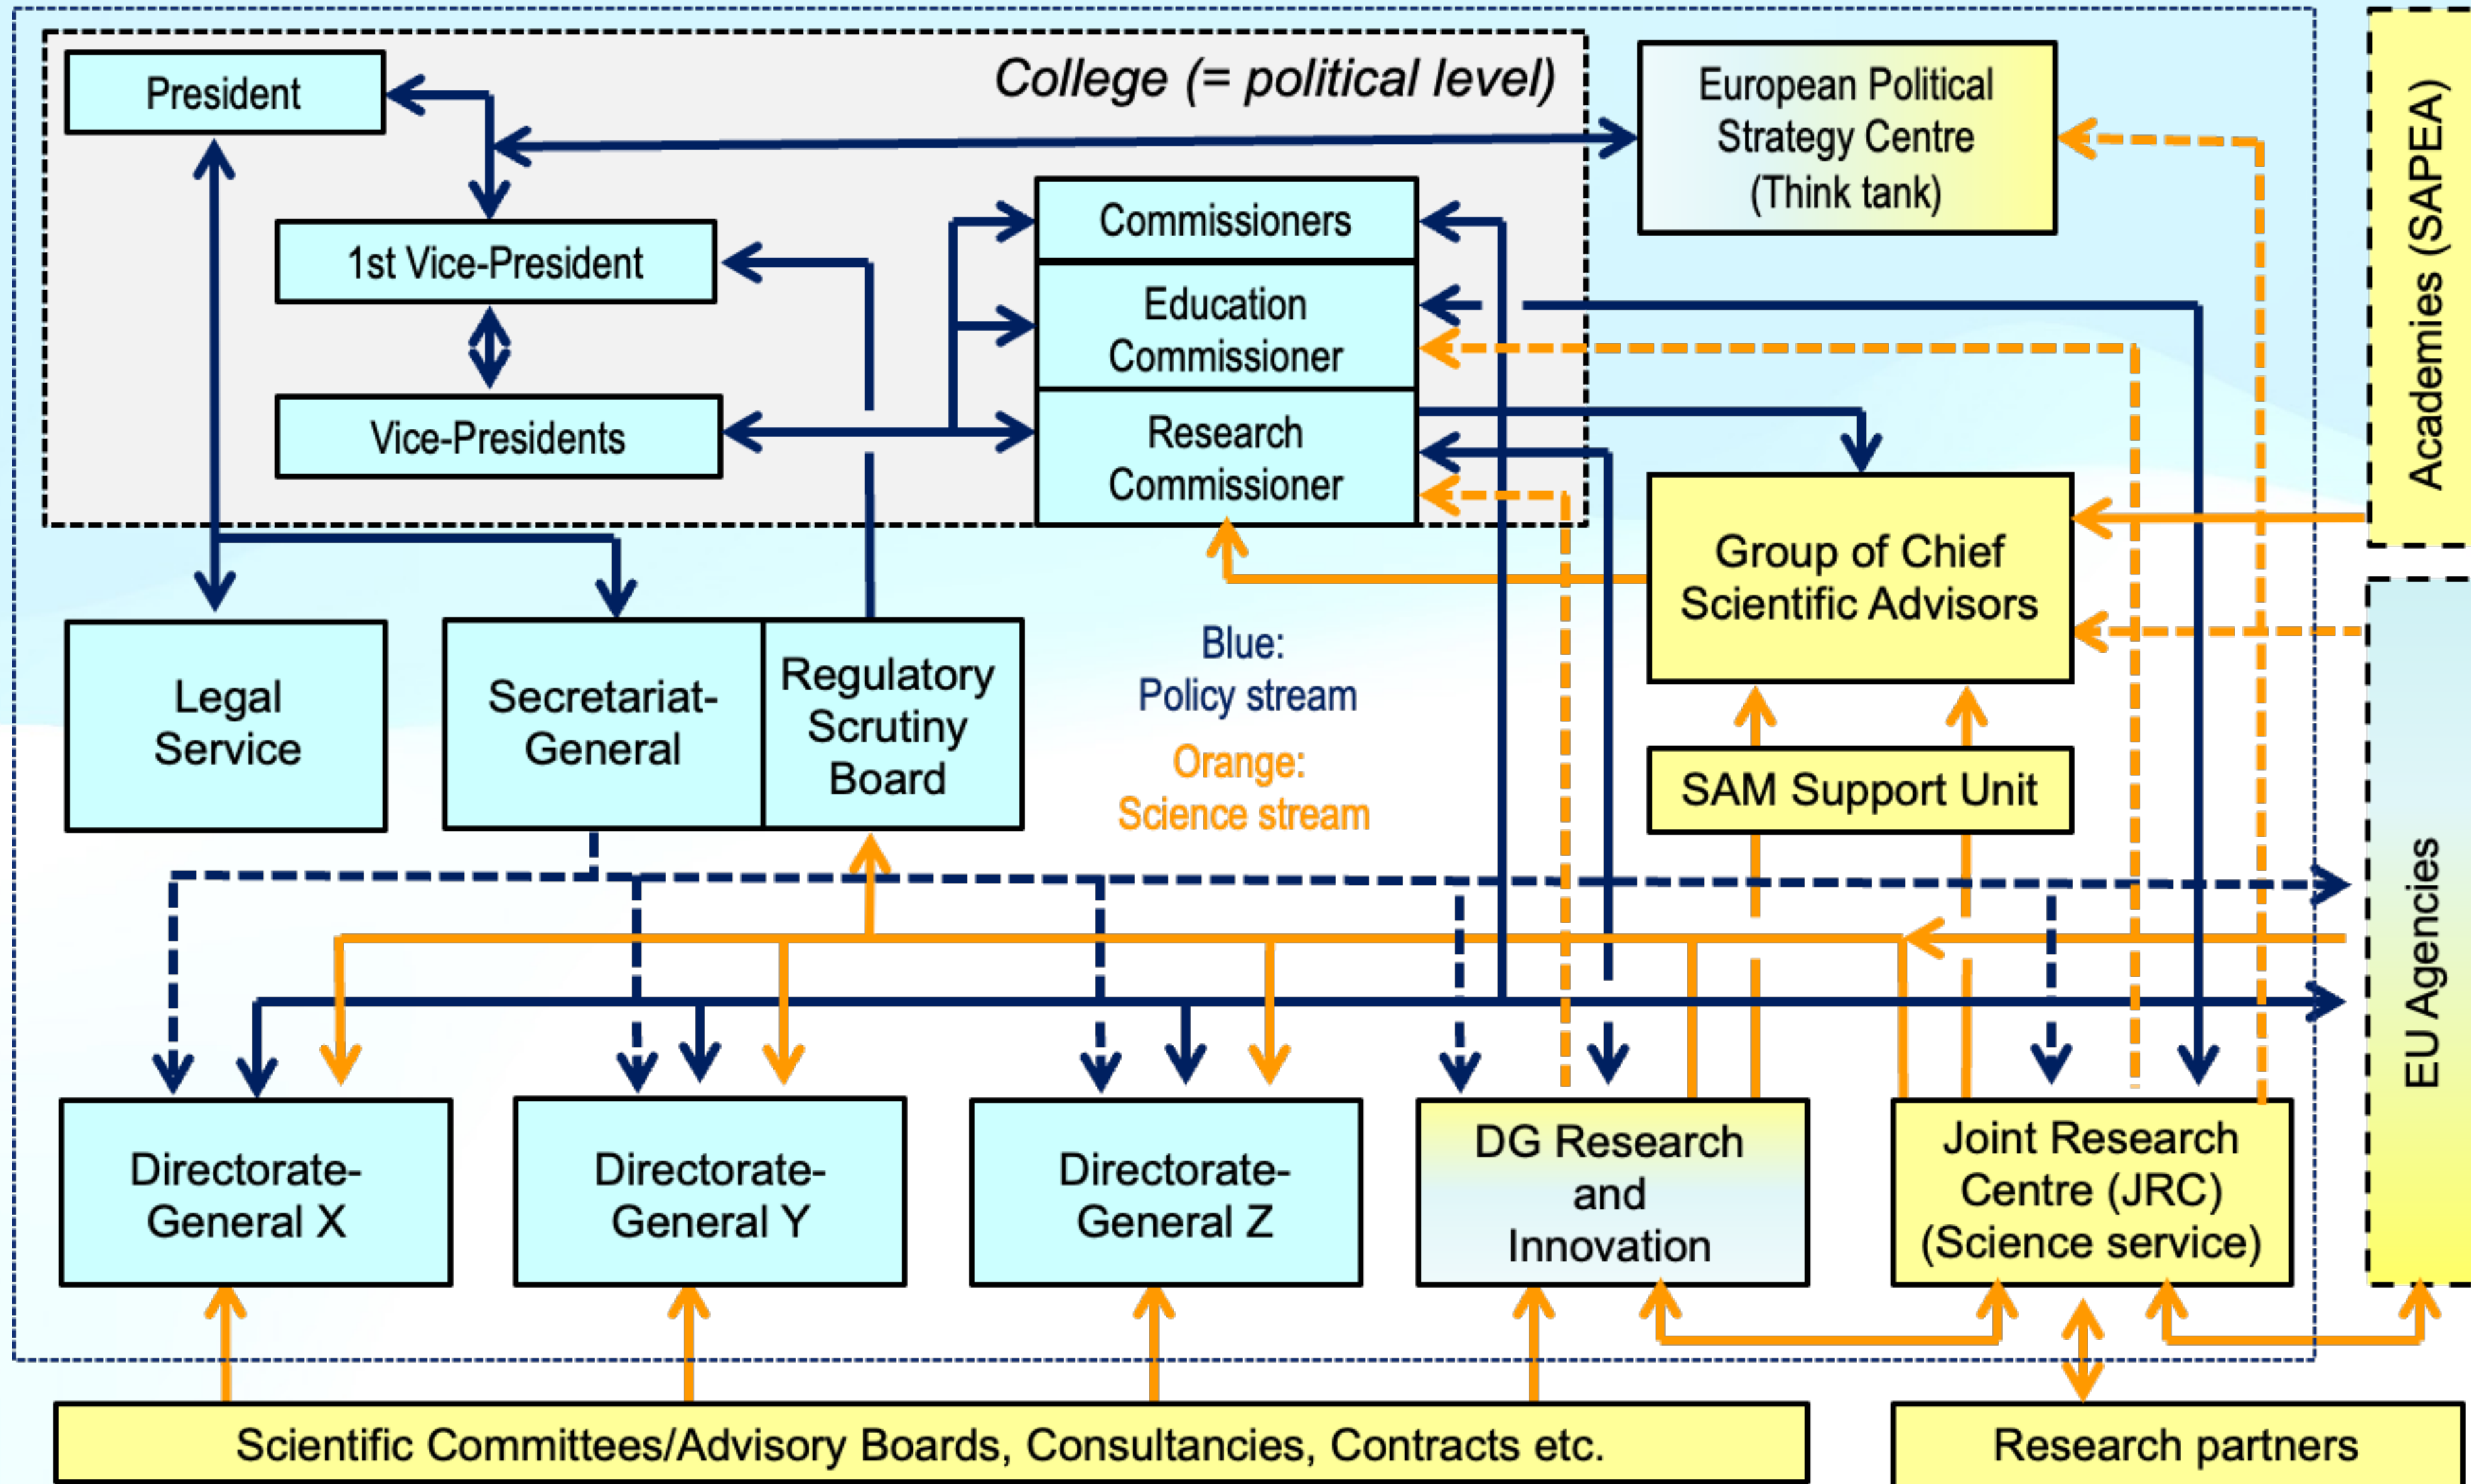 President
College (= political level)
European Political
Strategy Centre
(Think tank)
Academies (SAPEA)
1st Vice-President
Commissioners
Education
Commissioner
Vice-Presidents
Research
Commissioner
Group of Chief
Scientific Advisors
Legal
Service
Secretariat-
General
Regulatory
Scrutiny
Board
Blue:
Policy stream
Orange:
Science stream
SAM Support Unit
EU Agencies
Directorate-
General X
Directorate-
General Y
Directorate-
General Z
DG Research
and
Innovation
Joint Research
Centre (JRC)
(Science service)
Scientific Committees/Advisory Boards, Consultancies, Contracts etc.
Research partners